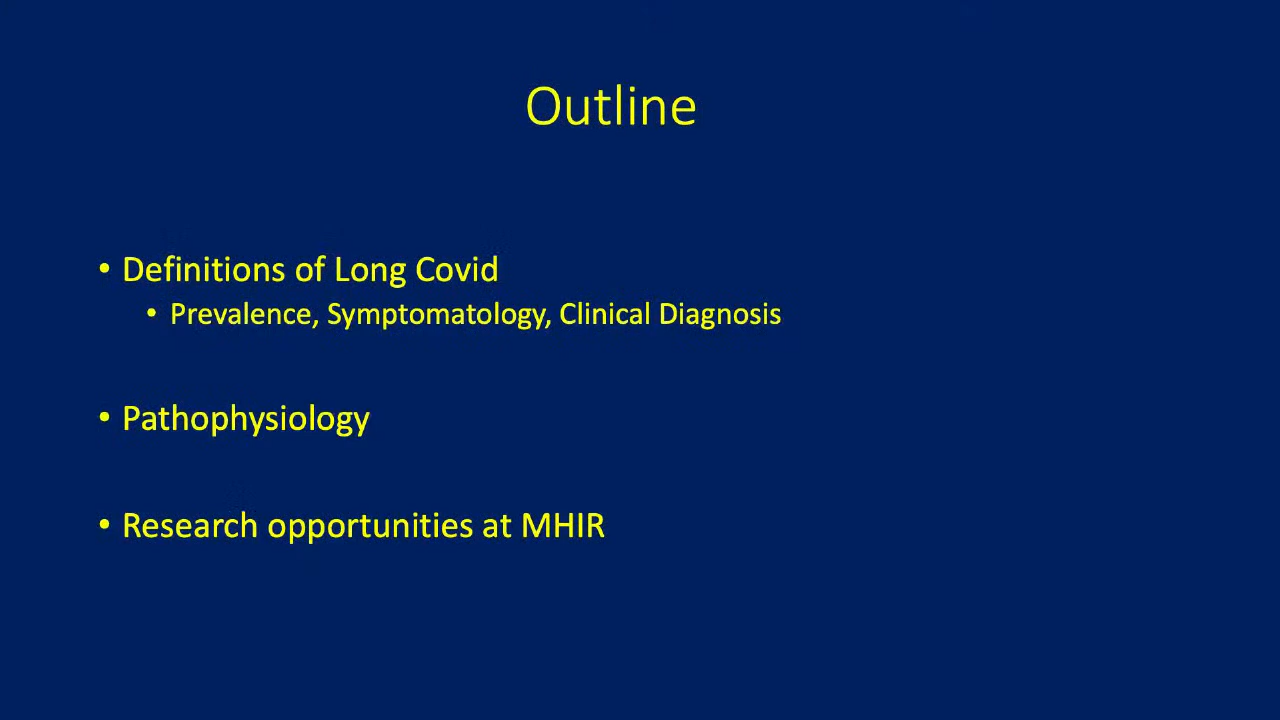 Outline
• Definitions of Long Covid
• Prevalence, Symptomatology, Clinical Diagnosis
• Pathophysiology
• Research opportunities at MHIR